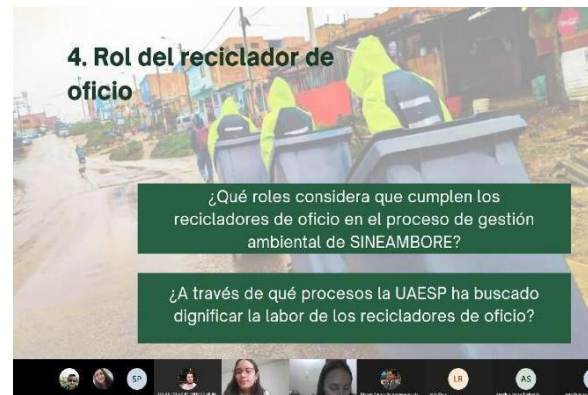 4. Rol del reciclador de
oficio
¿Qué roles considera que cumplen los
recicladores de oficio en el proceso de gestión
ambiental de SINEAMBORE?
¿A través de qué procesos la UAESP ha buscado
dignificar la labor de los recicladores de oficio?
SP
LR
AS